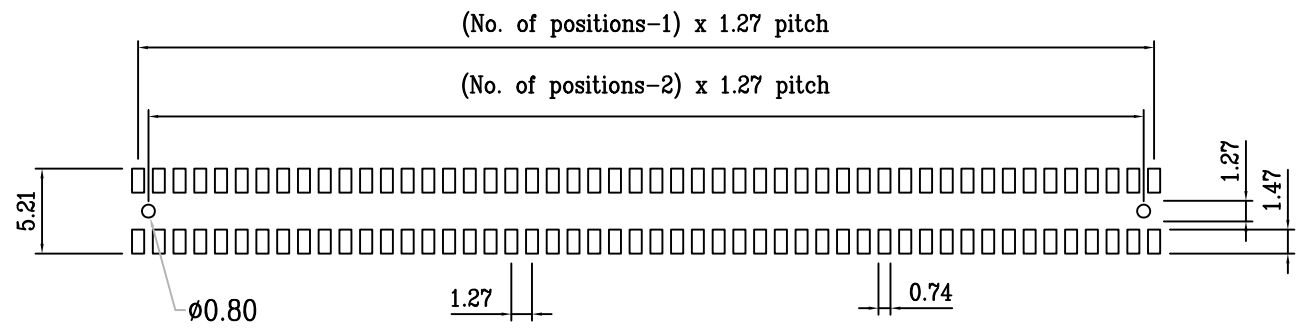 (No. of positions-1) x 1.27 pitch
(No. of positions-2) x 1.27 pitch
5.21
1.27
1.47
ø0.80
1.27
0.74